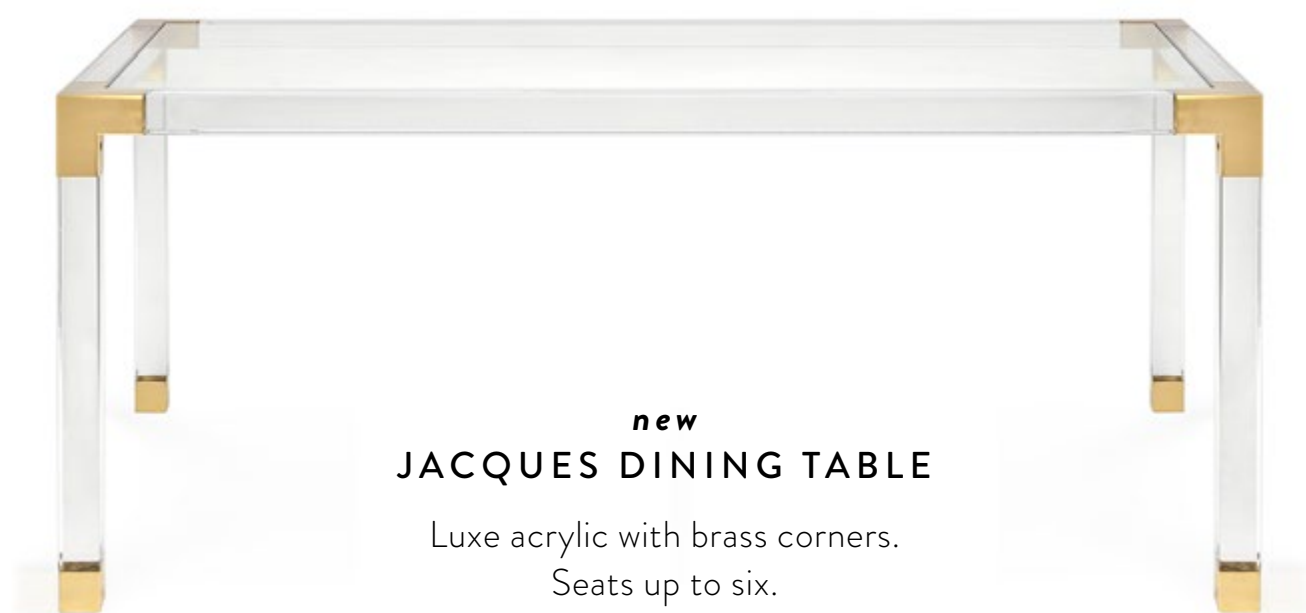 new
JACQUES DINING TABLE
Luxe acrylic with brass corners.
Seats up to six.